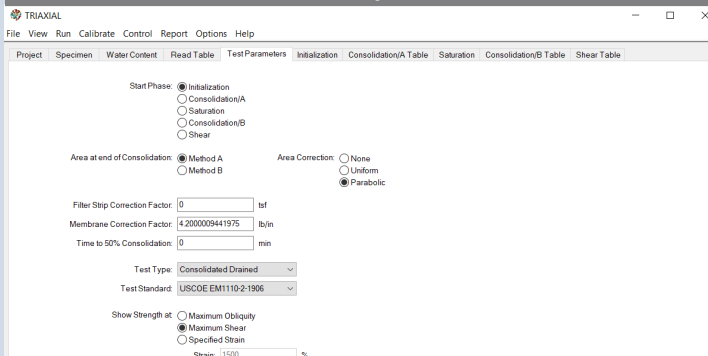 TRIAXIAL
File View Run Calibrate Control Report Options Help
Project Specimen Water Content Read Table Test Parameters Initialization Consolidation/A Table Saturation Consolidation/B Table Shear Table
Start Phase: Initialization
Consolidation/A
Saturation
Consolidation/B
Shear
Area at end of Consolidation: Method A Area Correction: None
Method B Uniform
Parabolic
Filter Strip Correction Factor: 0 tsf
Membrane Correction Factor: 4.2000009441975 lb/in
Time to 50% Consolidation: 0 min
Test Type: Consolidated Drained
Test Standard: USCOE EM1110-2-1906
Show Strength at: Maximum Obliquity
Maximum Shear
Specified Strain
Strain: 1500 %